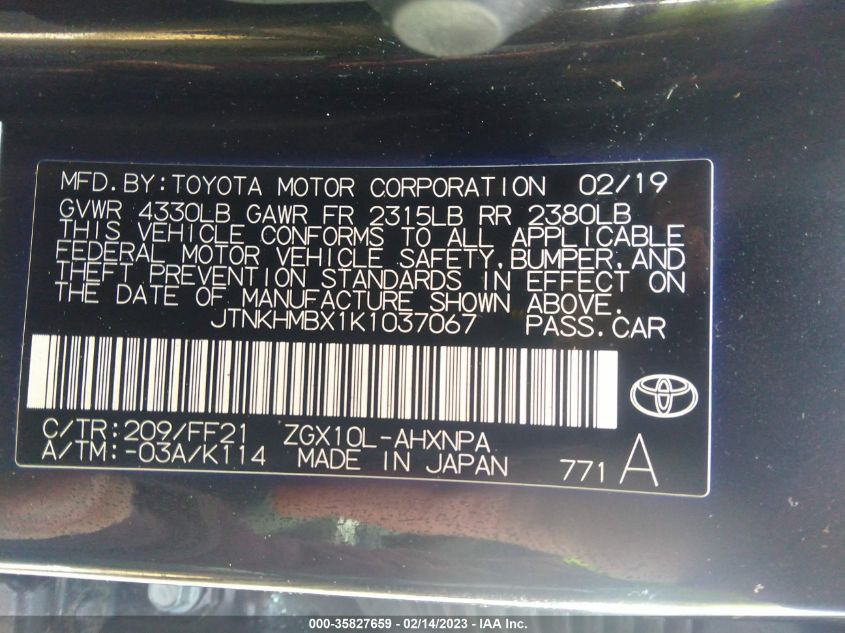 MFD. BY: TOYOTA MOTOR CORPORATION 02/19
GVWR 4330LB GAWR FR 2315LB RR 2380LB
THIS VEHICLE CONFORMS TO ALL APPLICABLE
FEDERAL MOTOR VEHICLE SAFETY, BUMPER, AND
THEFT PREVENTION STANDARDS IN EFFECT ON
THE DATE OF MANUFACTURE SHOWN ABOVE.
JTNKHMBX1K1037067 PASS. CAR
C/TR: 209/FF21 ZGX10L-AHXNPA
A/TM: -03A/K114 MADE IN JAPAN 771 A
000-35827659 - 02/14/2023 - IAA Inc.